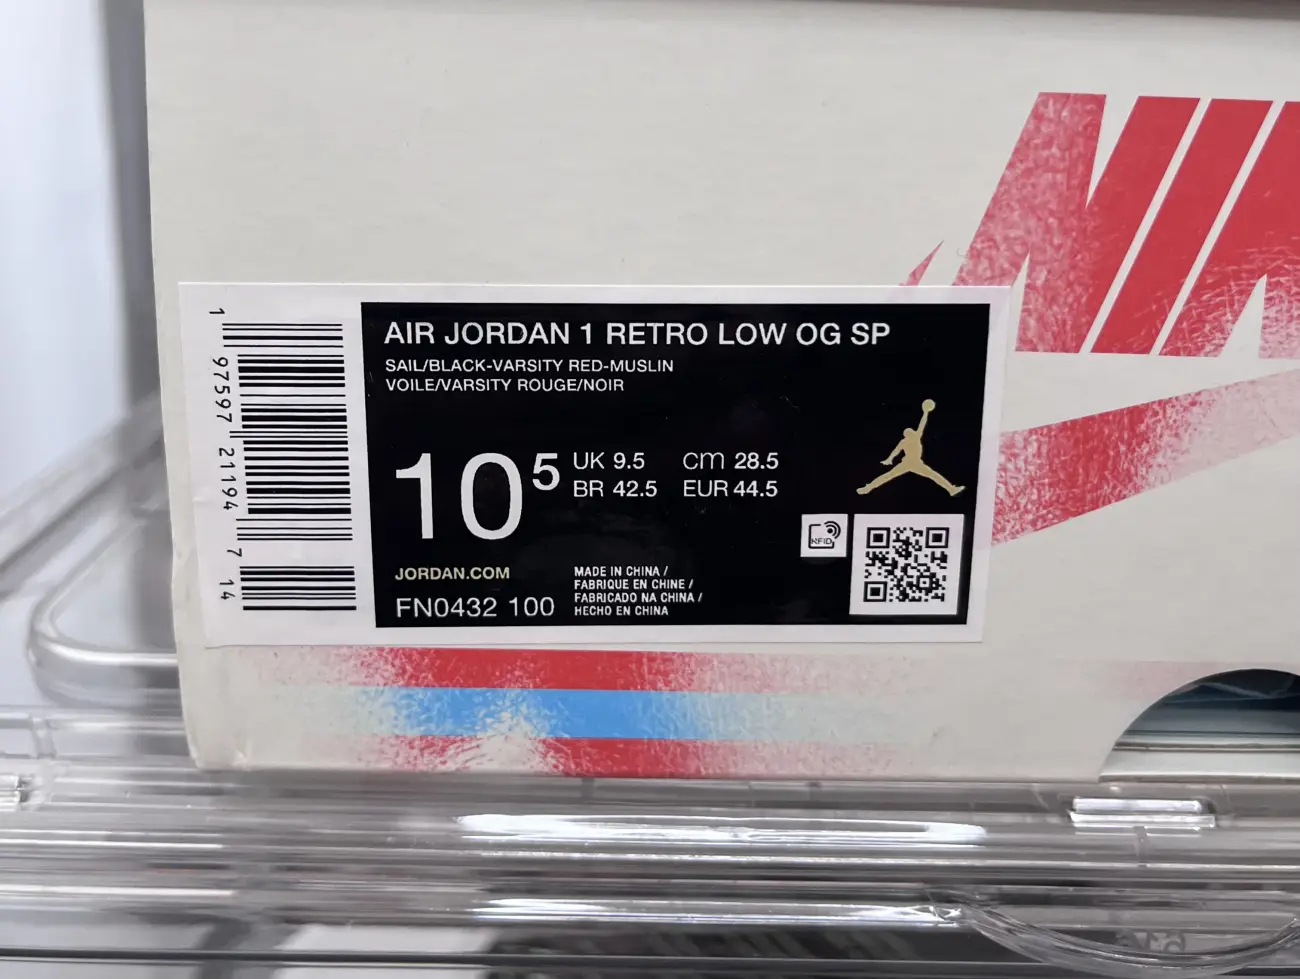 NIKE
AIR JORDAN 1 RETRO LOW OG SP
SAIL/BLACK-VARSITY RED-MUSLIN
VOILE/VARSITY ROUGE/NOIR
10 5
UK 9.5 cm 28.5
BR 42.5 EUR 44.5
RFID
JORDAN.COM
FN0432 100
MADE IN CHINA /
FABRIQUE EN CHINE /
FABRICADO NA CHINA /
HECHO EN CHINA
1 97597 21194 7 14